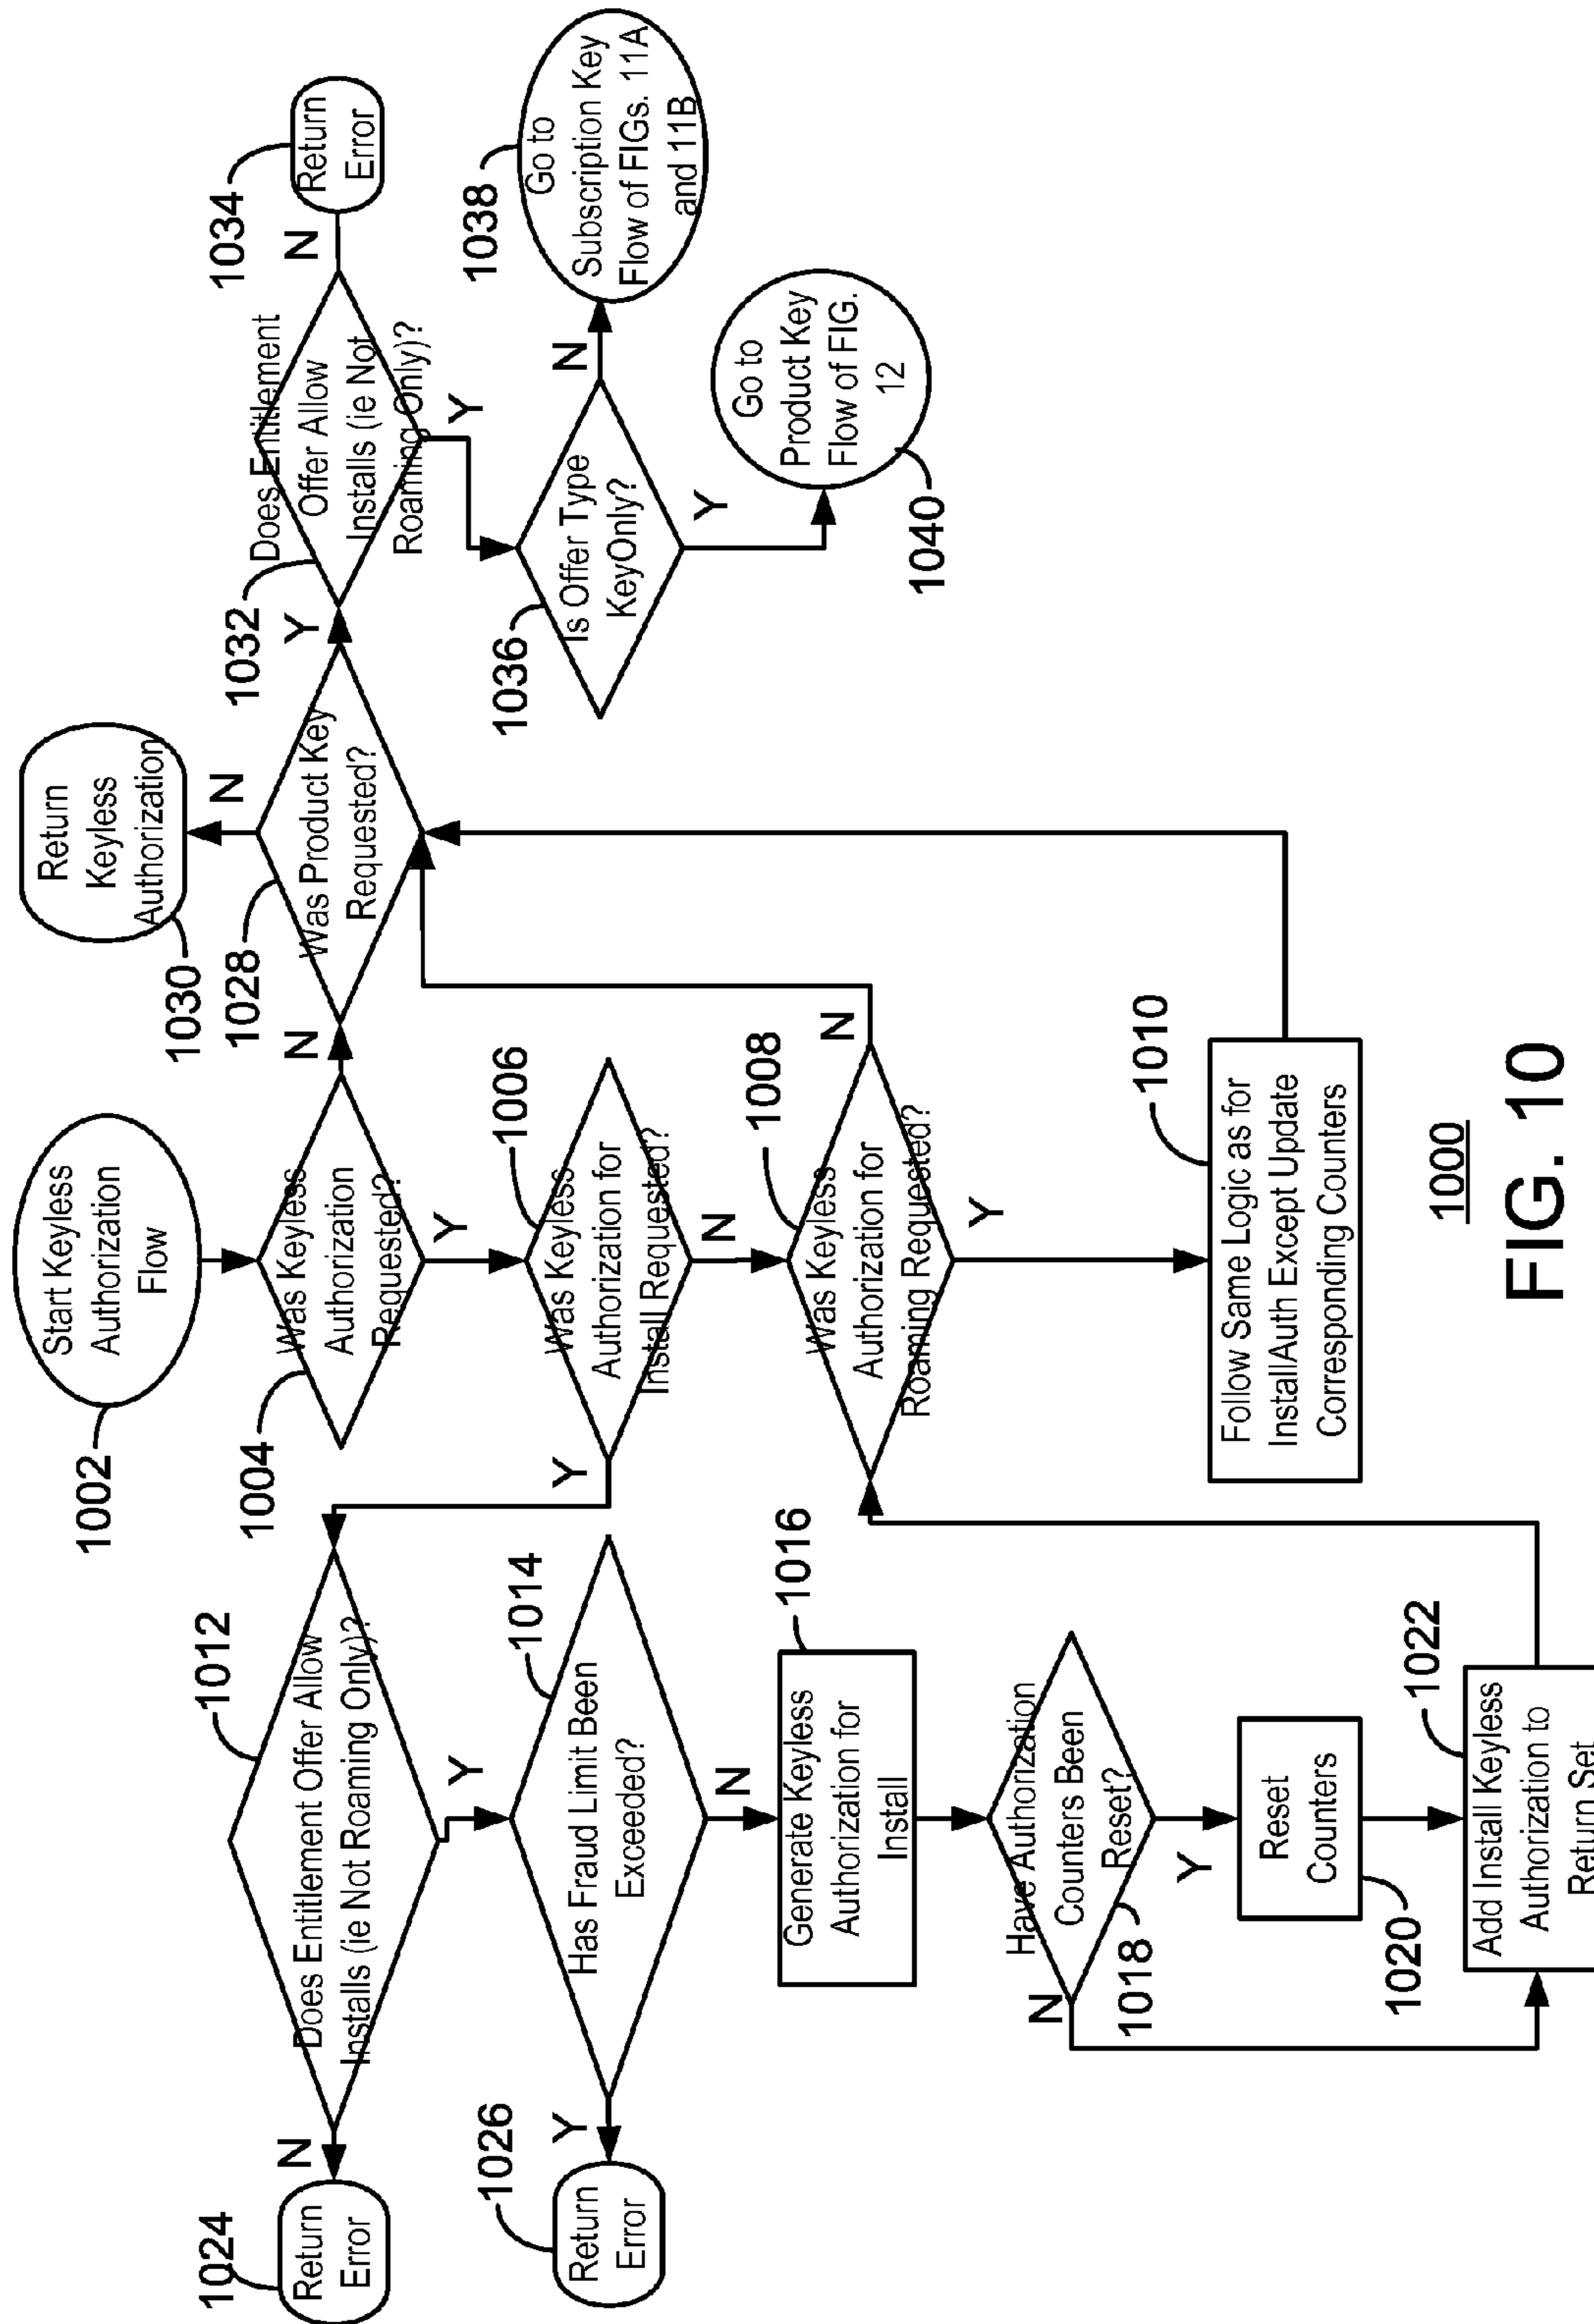 1002
Start Keyless
Authorization
Flow
1004
Was Keyless
Authorization
Requested?
N
Y
1006
Was Keyless
Authorization for
Install Requested?
Y
N
1008
Was Keyless
Authorization for
Roaming Requested?
N
Y
1010
Follow Same Logic as for
InstallAuth Except Update
Corresponding Counters
1012
Does Entitlement Offer Allow
Installs (ie Not Roaming Only)?
N
Y
1024
Return
Error
1014
Has Fraud Limit Been
Exceeded?
Y
N
1026
Return
Error
1016
Generate Keyless
Authorization for
Install
1018
Have Authorization
Counters Been
Reset?
N
Y
1020
Reset
Counters
1022
Add Install Keyless
Authorization to
Return Set
1028
Was Product Key
Requested?
N
Y
1030
Return
Keyless
Authorization
1032
Does Entitlement
Offer Allow
Installs (ie Not
Roaming Only)?
N
Y
1034
Return
Error
1036
Is Offer Type
KeyOnly?
N
Y
1038
Go to
Subscription Key
Flow of FIGs. 11A
and 11B
1040
Go to
Product Key
Flow of FIG.
12
1000
FIG. 10